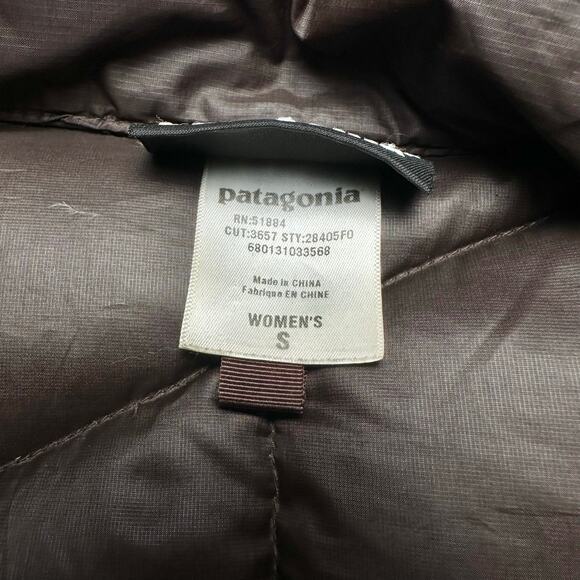 patagonia
RN:51884
CUT:3657 STY:28405F0
680131033568
Made in CHINA
Fabriqué EN CHINE
WOMEN'S
S